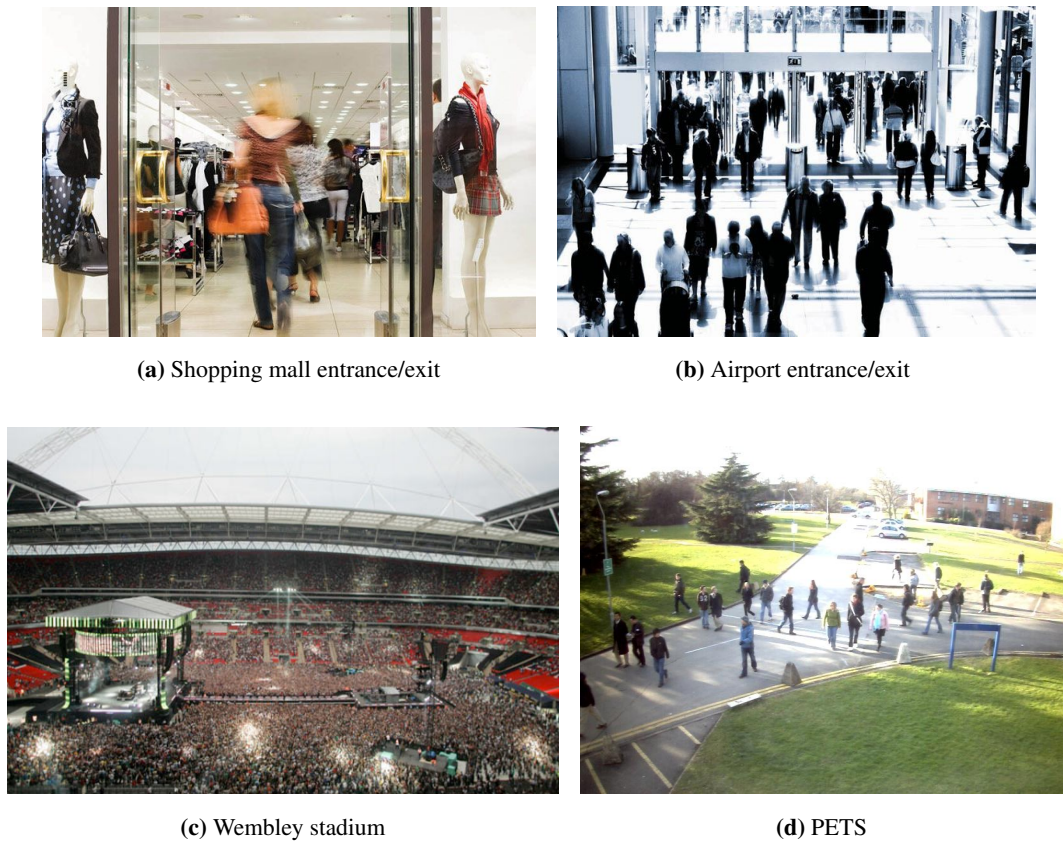 (a) Shopping mall entrance/exit
(b) Airport entrance/exit
(c) Wembley stadium
(d) PETS